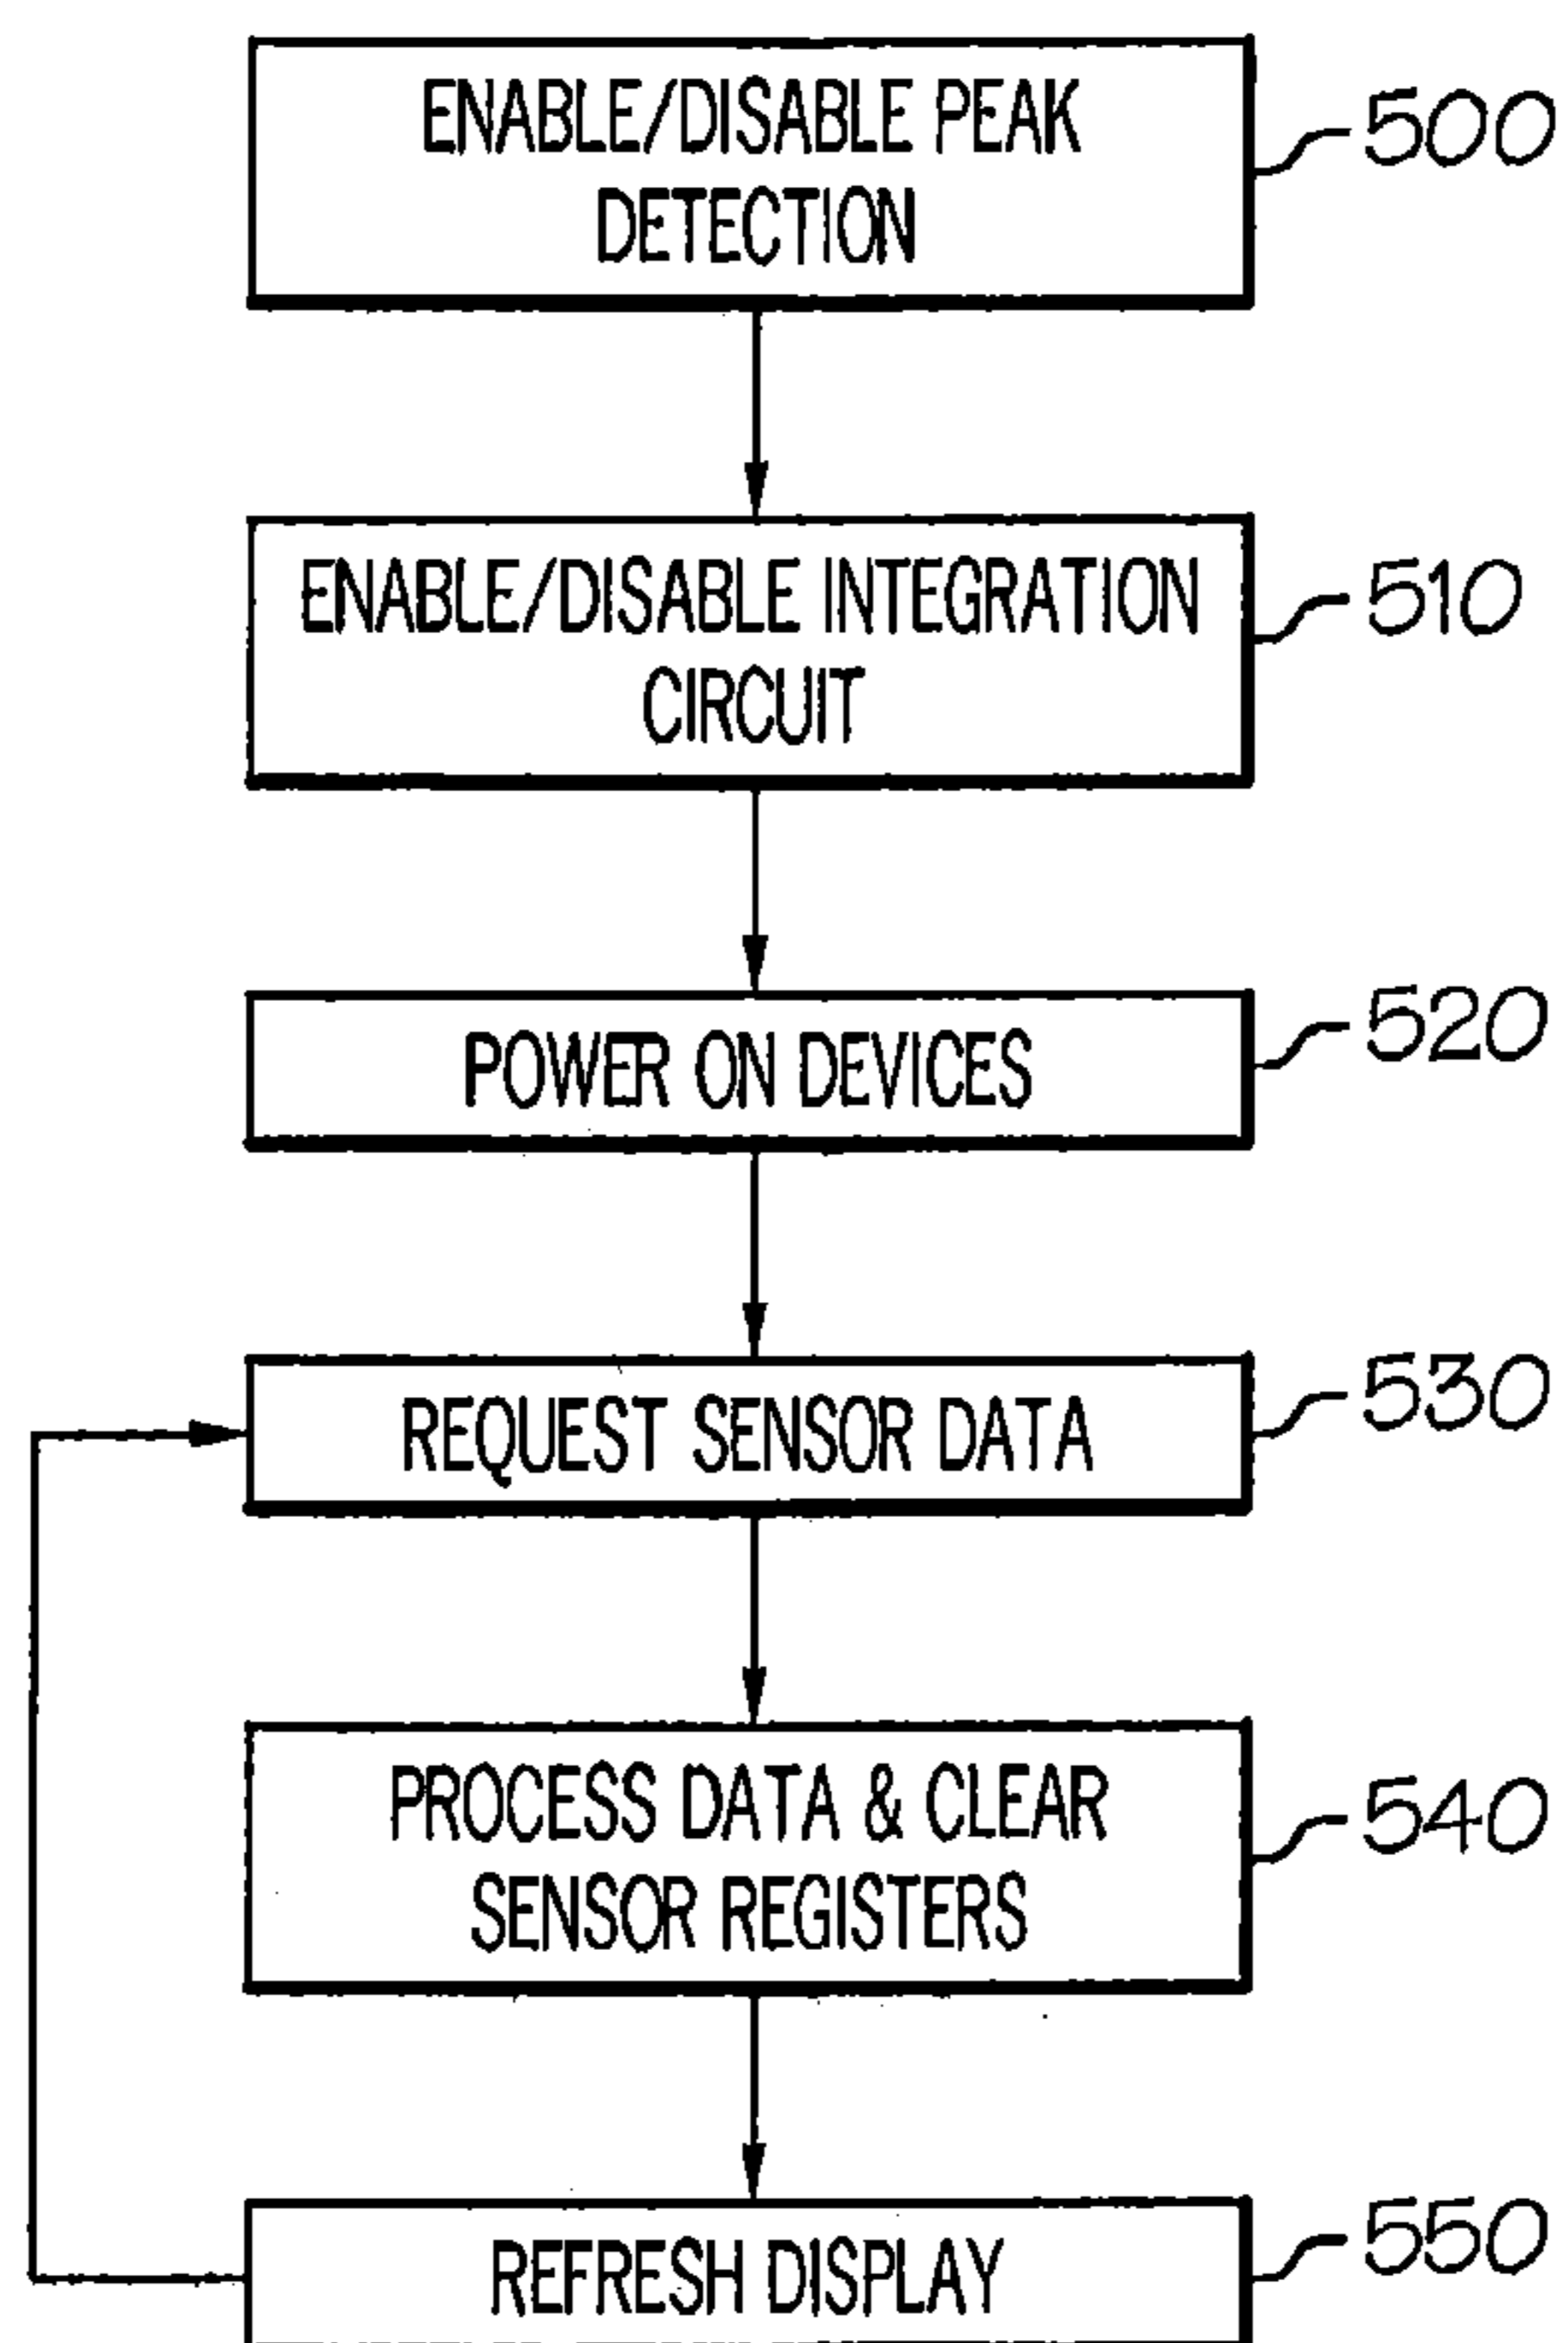 ENABLE/DISABLE PEAK
DETECTION
500
ENABLE/DISABLE INTEGRATION
CIRCUIT
510
POWER ON DEVICES
520
REQUEST SENSOR DATA
530
PROCESS DATA & CLEAR
SENSOR REGISTERS
540
REFRESH DISPLAY
550